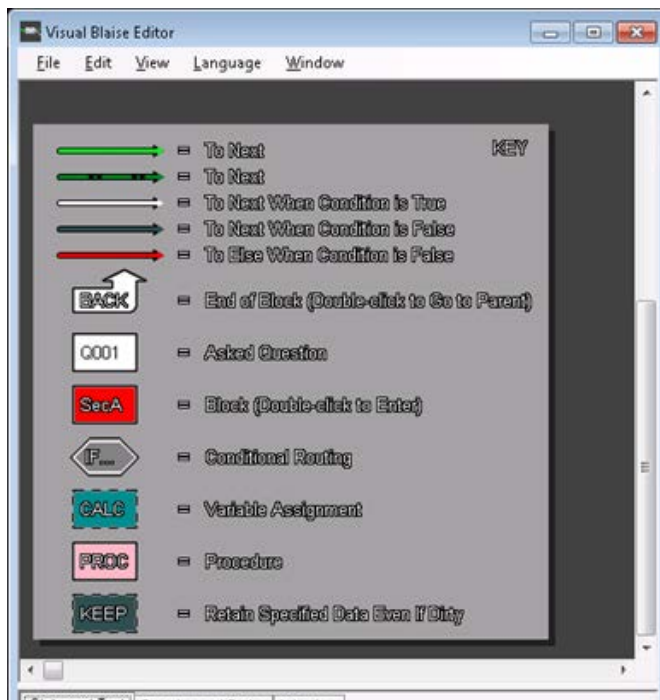 Visual Blaise Editor
File Edit View Language Window
KEY
= To Next
= To Next
= To Next When Condition is True
= To Next When Condition is False
= To Else When Condition is False
BACK = End of Block (Double-click to Go to Parent)
Q001 = Asked Question
SecA = Block (Double-click to Enter)
IF... = Conditional Routing
CALC = Variable Assignment
PROC = Procedure
KEEP = Retain Specified Data Even If Dirty